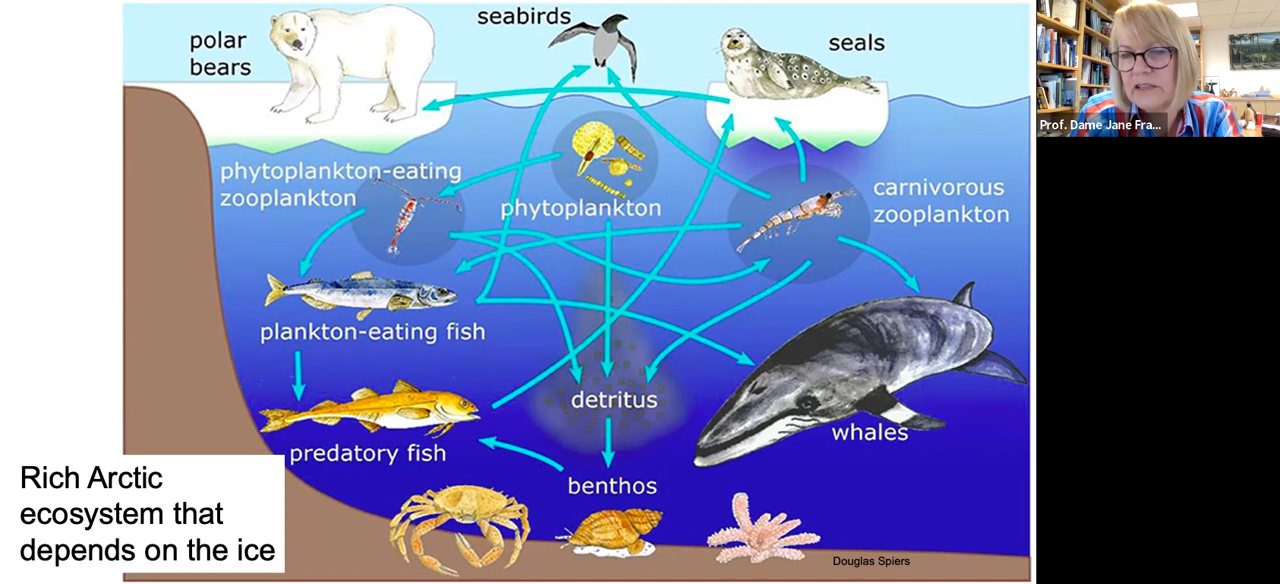 seabirds
polar
bears
seals
Prof. Dame Jane Fra...
phytoplankton-eating
zooplankton
phytoplankton
carnivorous
zooplankton
plankton-eating fish
detritus
whales
predatory fish
benthos
Rich Arctic
ecosystem that
depends on the ice
Douglas Spiers